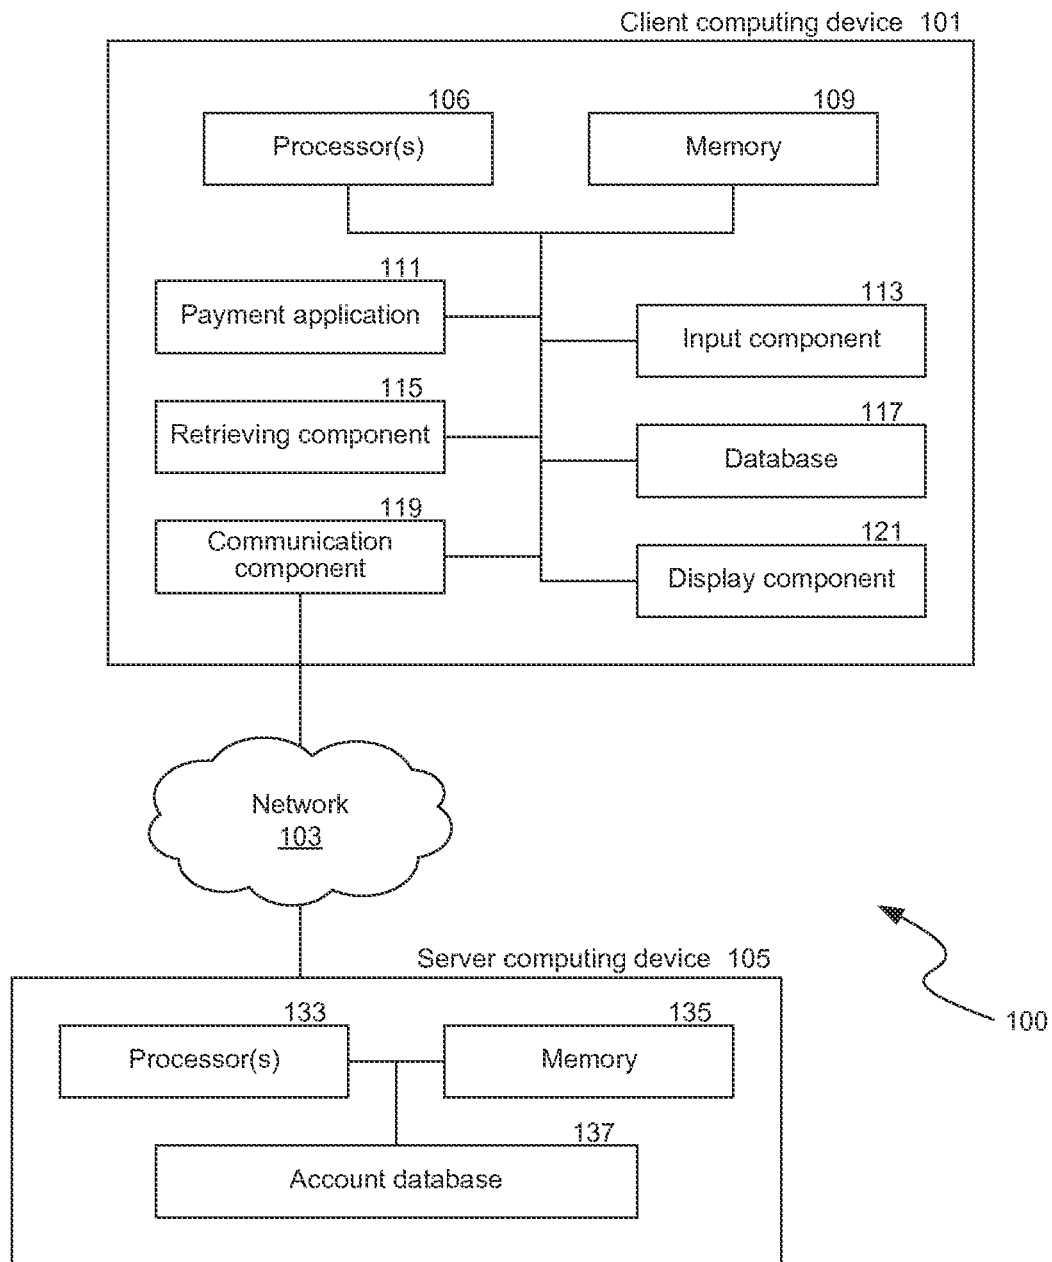 Client computing device 101
106
Processor(s)
109
Memory
111
Payment application
113
Input component
115
Retrieving component
117
Database
119
Communication
component
121
Display component
Network
103
Server computing device 105
133
Processor(s)
135
Memory
137
Account database
100